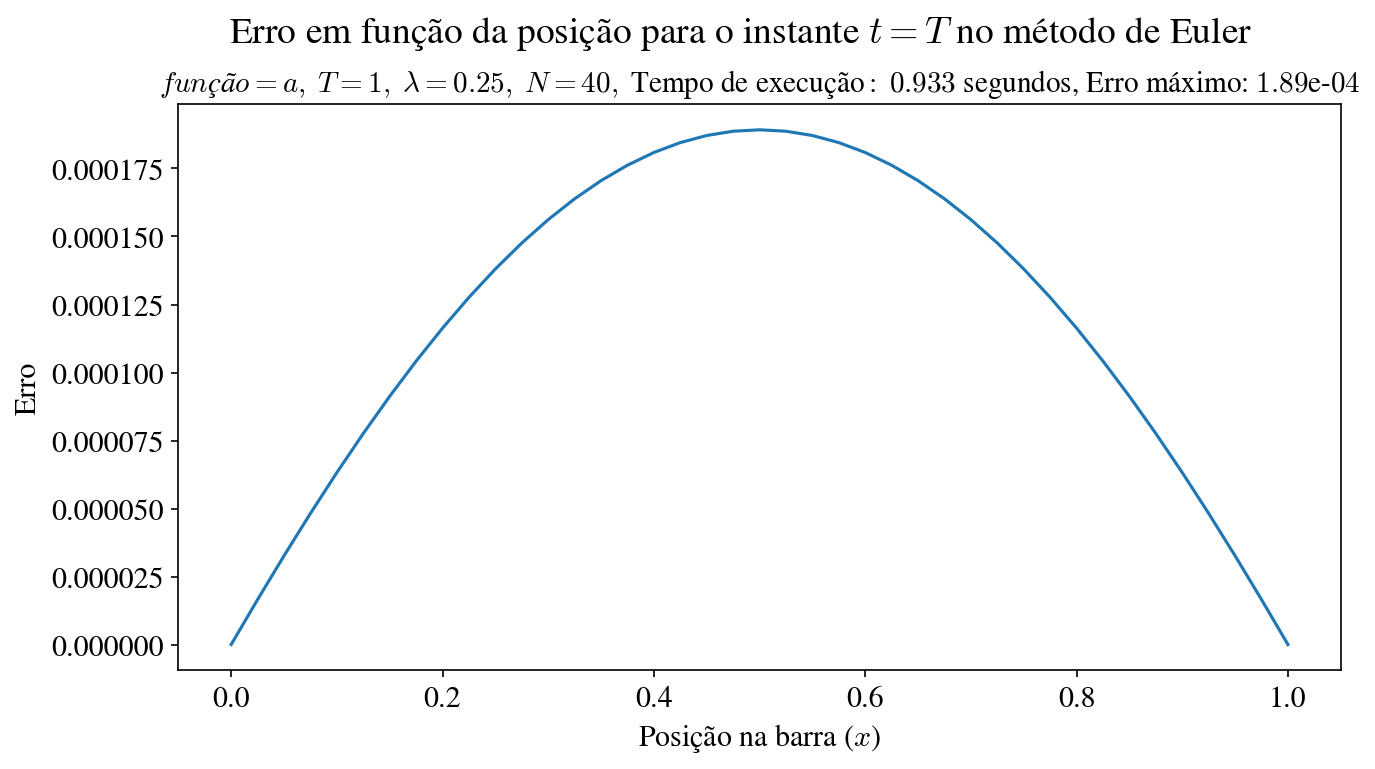 Erro em função da posição para o instante t = T no método de Euler
função = a, T = 1, λ = 0.25, N = 40, Tempo de execução : 0.933 segundos, Erro máximo: 1.89e-04
0.000175
0.000150
0.000125
0.000100
0.000075
0.000050
0.000025
0.000000
Erro
0.0 0.2 0.4 0.6 0.8 1.0
Posição na barra (x)